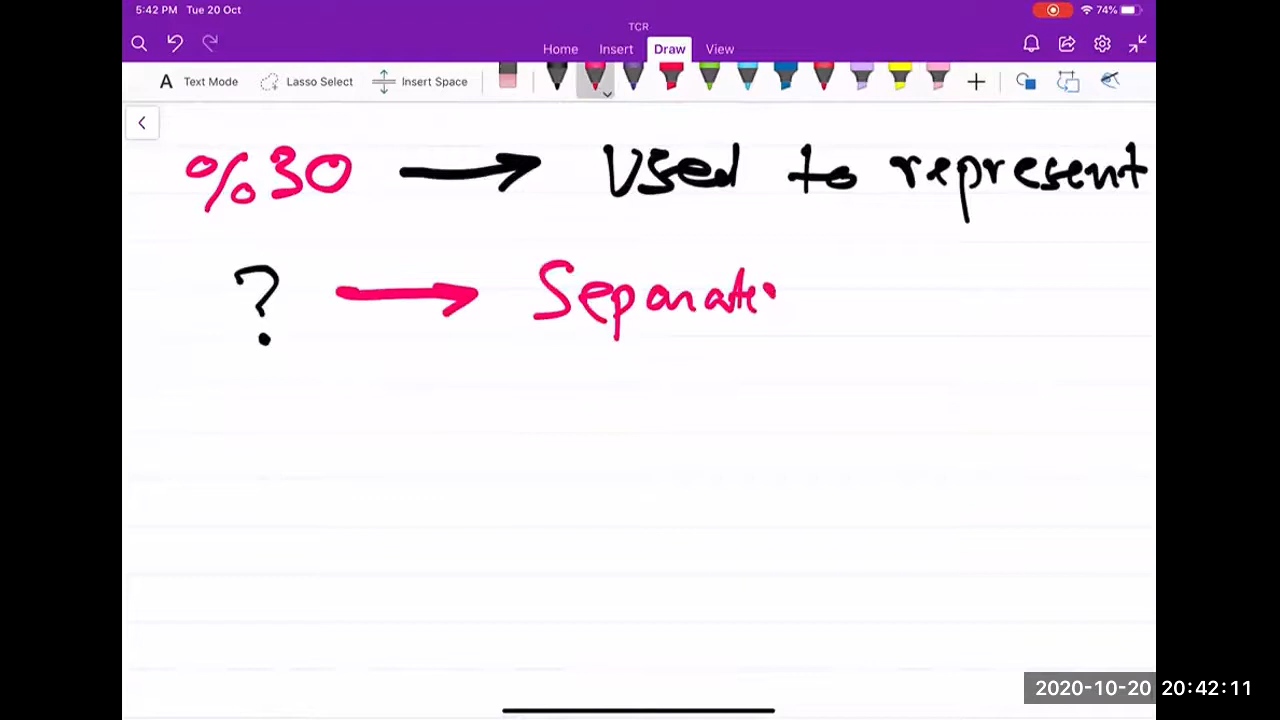 5:42 PM Tue 20 Oct
74%
TCR
Home Insert Draw View
A Text Mode Lasso Select Insert Space
%30 → Used to represent
? → Separate
2020-10-20 20:42:11